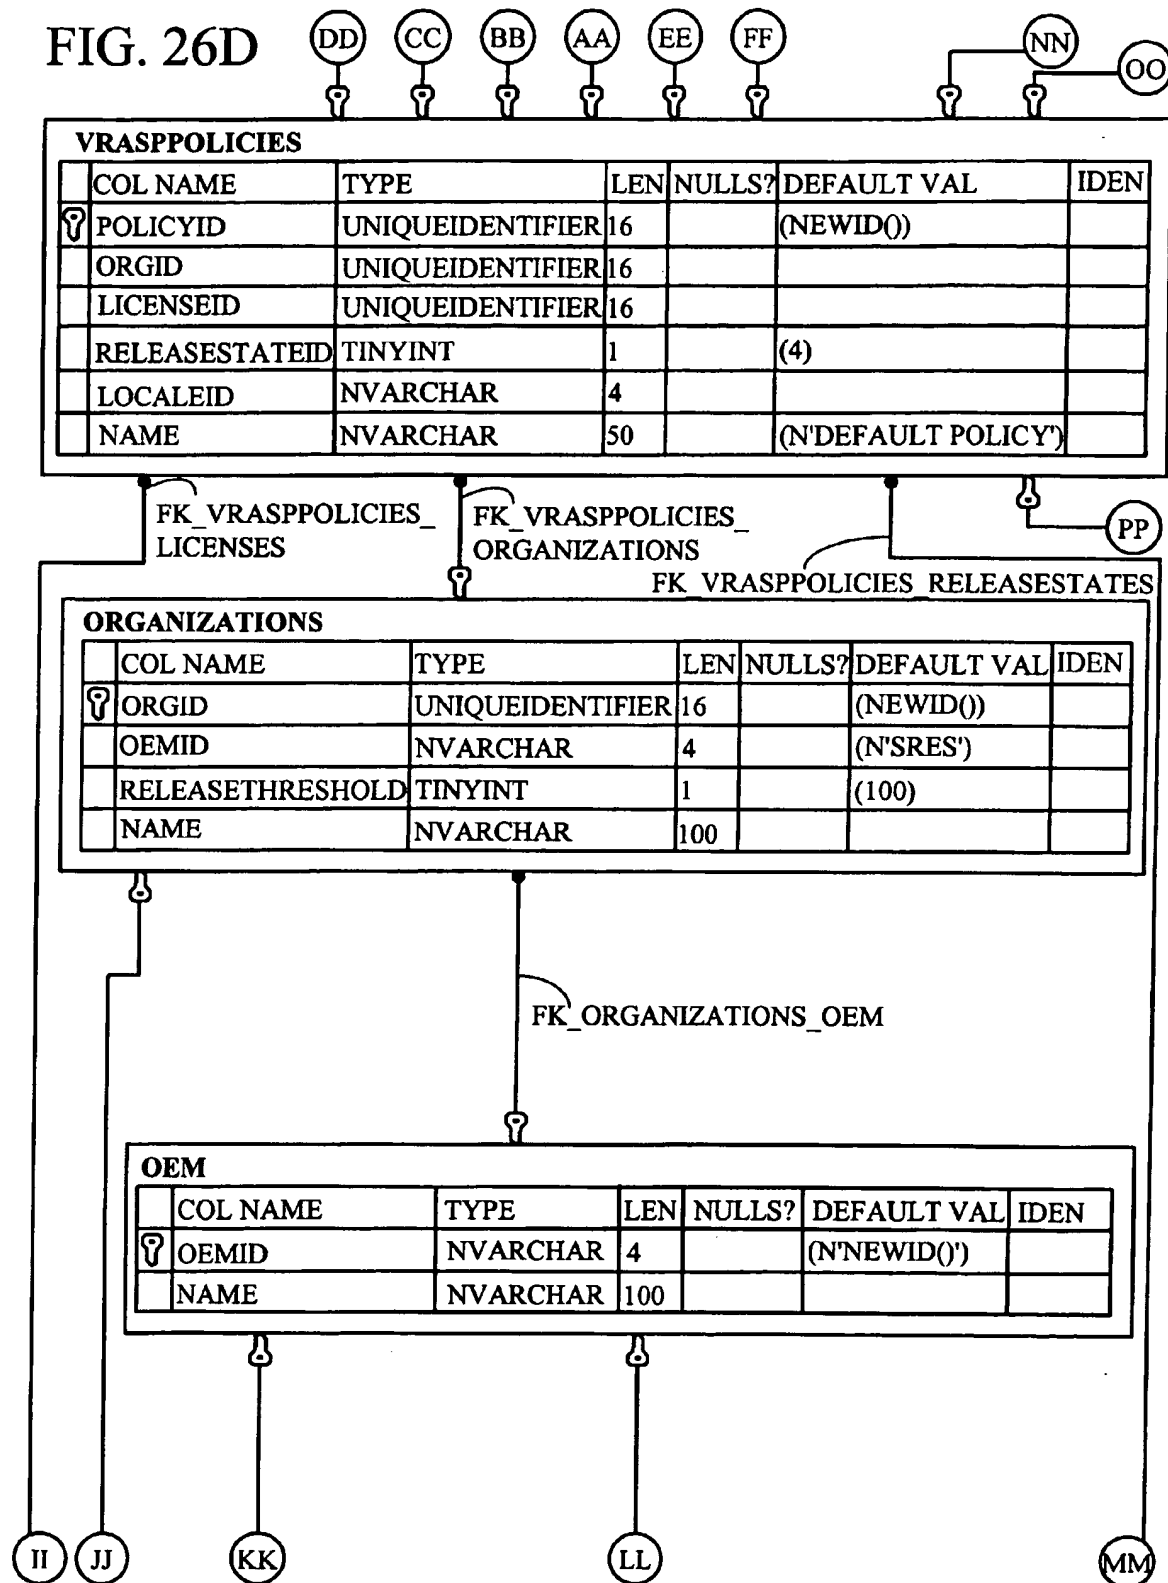 FIG. 26D
DD CC BB AA EE FF NN OO
VRASPPOLICIES
COL NAME TYPE LEN NULLS? DEFAULT VAL IDEN
POLICYID UNIQUEIDENTIFIER 16 (NEWID())
ORGID UNIQUEIDENTIFIER 16
LICENSEID UNIQUEIDENTIFIER 16
RELEASESTATEID TINYINT 1 (4)
LOCALEID NVARCHAR 4
NAME NVARCHAR 50 (N'DEFAULT POLICY')
FK_VRASPPOLICIES_
LICENSES
FK_VRASPPOLICIES_
ORGANIZATIONS
PP
FK_VRASPPOLICIES_RELEASESTATES
ORGANIZATIONS
COL NAME TYPE LEN NULLS? DEFAULT VAL IDEN
ORGID UNIQUEIDENTIFIER 16 (NEWID())
OEMID NVARCHAR 4 (N'SRES')
RELEASETHRESHOLD TINYINT 1 (100)
NAME NVARCHAR 100
FK_ORGANIZATIONS_OEM
OEM
COL NAME TYPE LEN NULLS? DEFAULT VAL IDEN
OEMID NVARCHAR 4 (N'NEWID()')
NAME NVARCHAR 100
II JJ KK LL MM